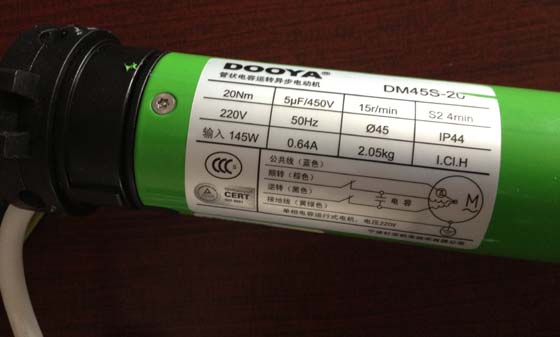 DOOYA®
管状电容运转异步电动机
DM45S-20
20Nm 5μF/450V 15r/min S2 4min
220V 50Hz Ø45 IP44
输入 145W 0.64A 2.05kg I.Cl.H
CCC
公共线（蓝色）
顺转（棕色）
逆转（黑色）
电容
接地线（黄绿色）
M
CERT
ISO 9001
单相电容运行式电机，电压220V